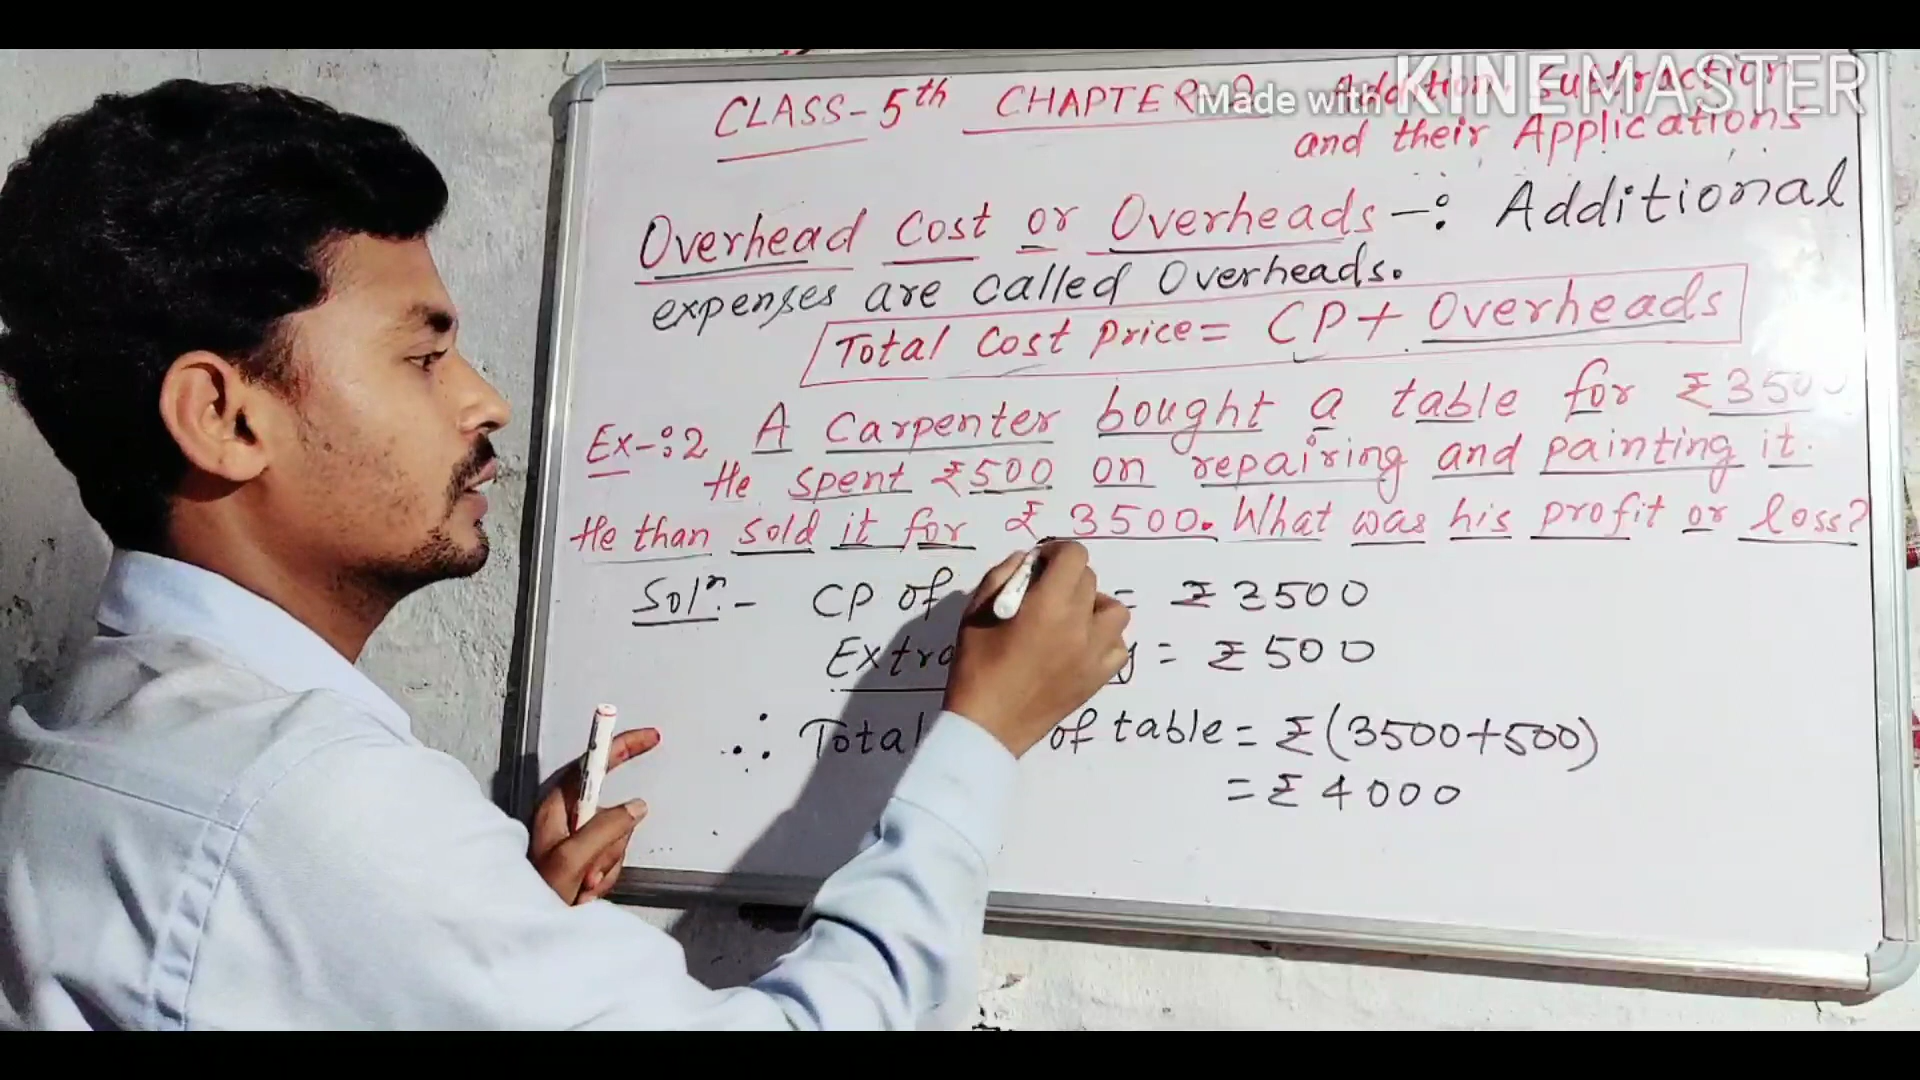 CLASS-5th CHAPTER Addition, Subtraction
Made with KINEMASTER
and their Applications
Overhead Cost or Overheads -: Additional
expenses are called Overheads.
Total Cost Price = CP + Overheads
Ex-:2 A Carpenter bought a table for ₹3500
He spent ₹500 on repairing and painting it.
He than sold it for ₹ 3500. What was his profit or loss?
Solⁿ:- CP of = ₹ 3500
= ₹ 500
∴ Total of table = ₹ (3500+500)
= ₹ 4000